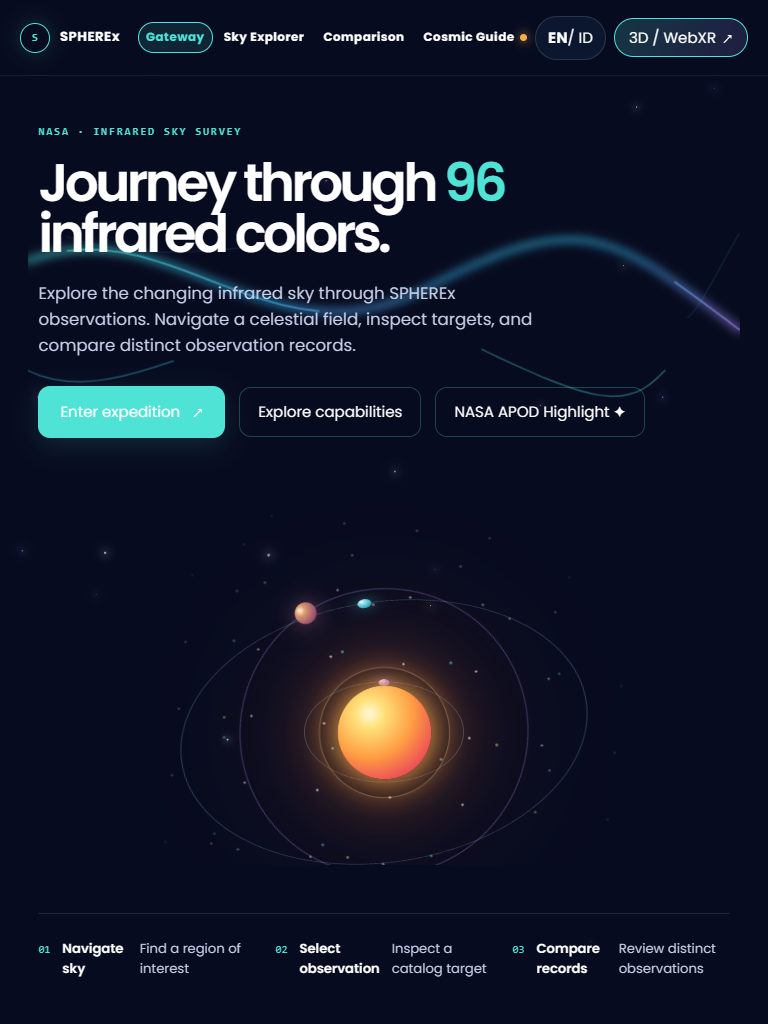 S SPHEREx Gateway Sky Explorer Comparison Cosmic Guide EN/ ID 3D / WebXR ↗
NASA · INFRARED SKY SURVEY
Journey through 96
infrared colors.
Explore the changing infrared sky through SPHEREx
observations. Navigate a celestial field, inspect targets, and
compare distinct observation records.
Enter expedition ↗ Explore capabilities NASA APOD Highlight ✦
01 Navigate sky Find a region of interest
02 Select observation Inspect a catalog target
03 Compare records Review distinct observations